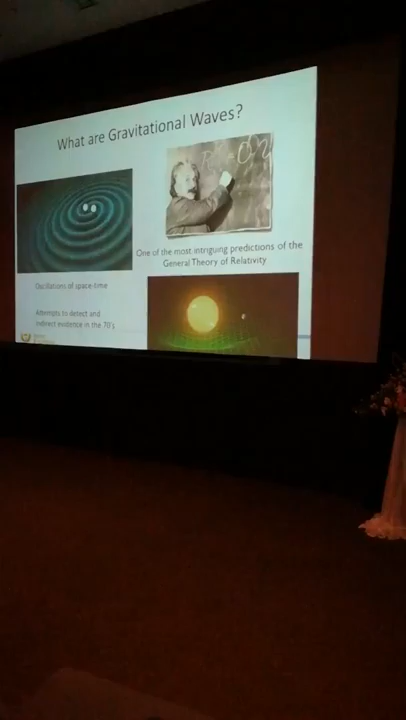 What are Gravitational Waves?
One of the most intriguing predictions of the
General Theory of Relativity
Oscillations of space-time
Attempts to detect and
indirect evidence in the 70's